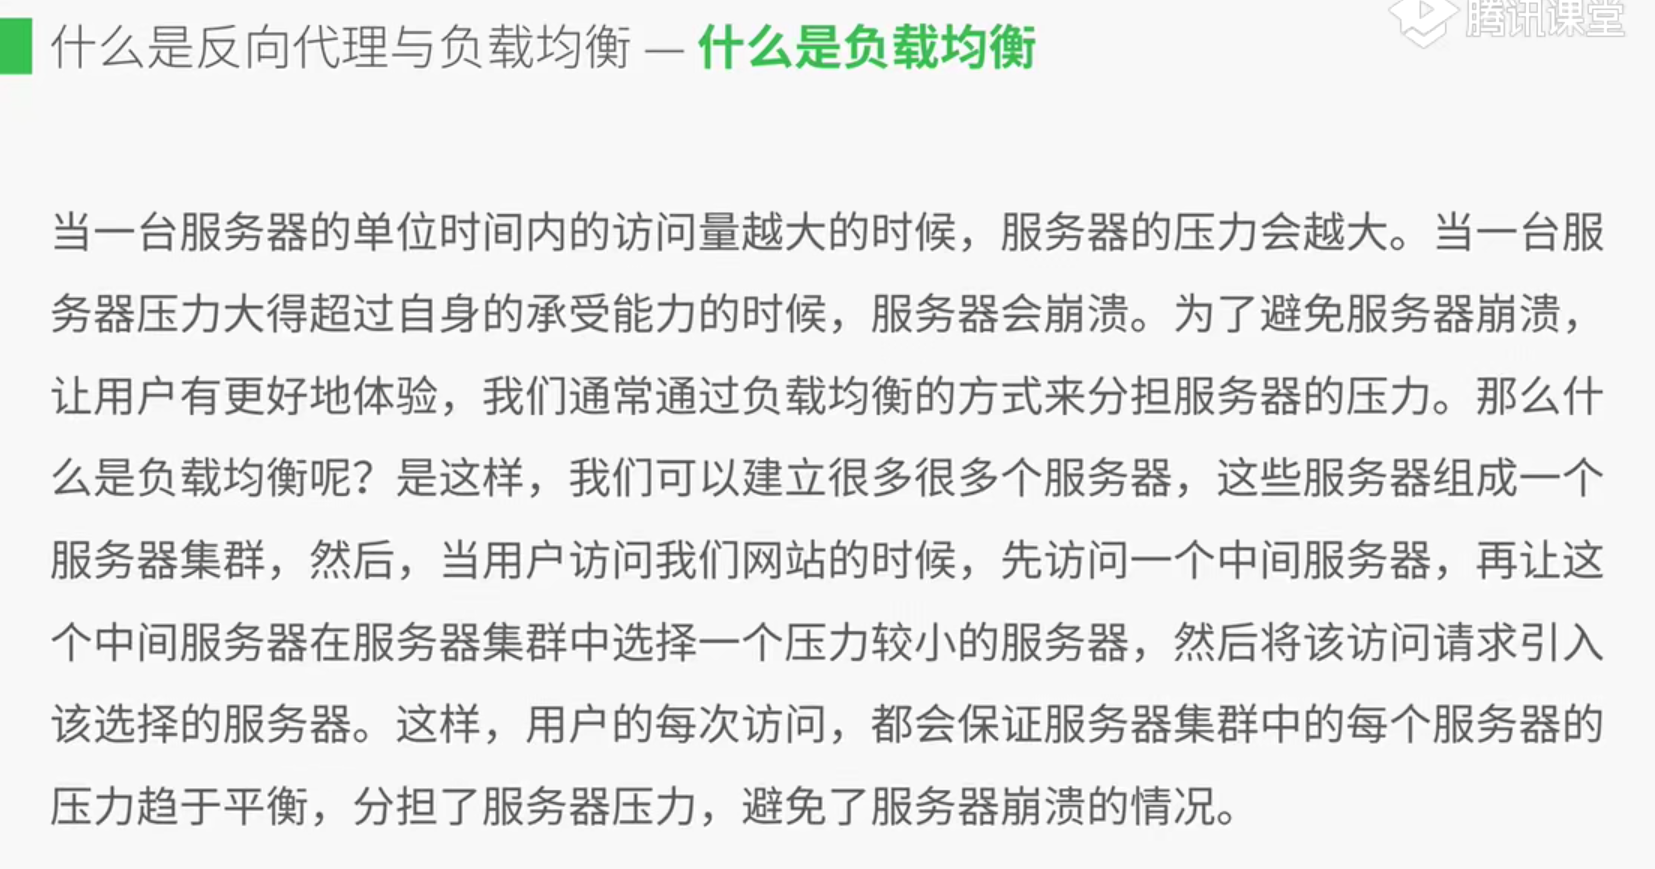 什么是反向代理与负载均衡 — 什么是负载均衡
腾讯课堂
当一台服务器的单位时间内的访问量越大的时候，服务器的压力会越大。当一台服
务器压力大得超过自身的承受能力的时候，服务器会崩溃。为了避免服务器崩溃，
让用户有更好地体验，我们通常通过负载均衡的方式来分担服务器的压力。那么什
么是负载均衡呢？是这样，我们可以建立很多很多个服务器，这些服务器组成一个
服务器集群，然后，当用户访问我们网站的时候，先访问一个中间服务器，再让这
个中间服务器在服务器集群中选择一个压力较小的服务器，然后将该访问请求引入
该选择的服务器。这样，用户的每次访问，都会保证服务器集群中的每个服务器的
压力趋于平衡，分担了服务器压力，避免了服务器崩溃的情况。